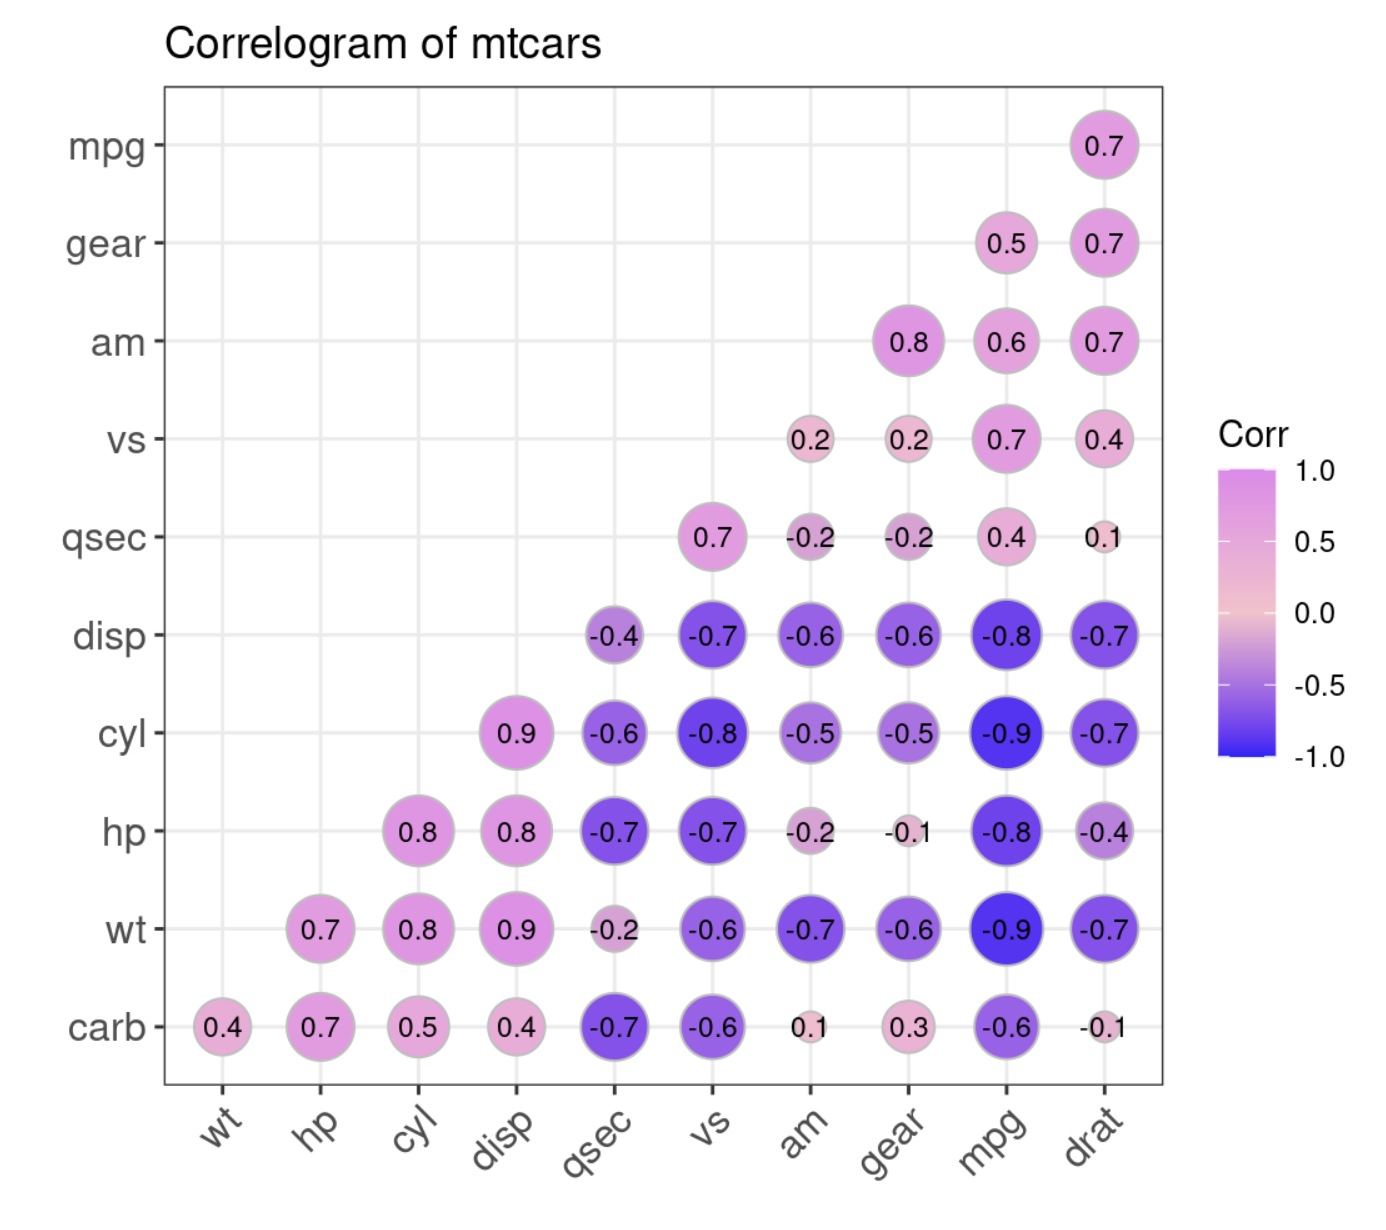 Correlogram of mtcars
mpg 0.7
gear 0.5 0.7
am 0.8 0.6 0.7
vs 0.2 0.2 0.7 0.4
qsec 0.7 -0.2 -0.2 0.4 0.1
disp -0.4 -0.7 -0.6 -0.6 -0.8 -0.7
cyl 0.9 -0.6 -0.8 -0.5 -0.5 -0.9 -0.7
hp 0.8 0.8 -0.7 -0.7 -0.2 -0.1 -0.8 -0.4
wt 0.7 0.8 0.9 -0.2 -0.6 -0.7 -0.6 -0.9 -0.7
carb 0.4 0.7 0.5 0.4 -0.7 -0.6 0.1 0.3 -0.6 -0.1
wt hp cyl disp qsec vs am gear mpg drat
Corr
1.0
0.5
0.0
-0.5
-1.0